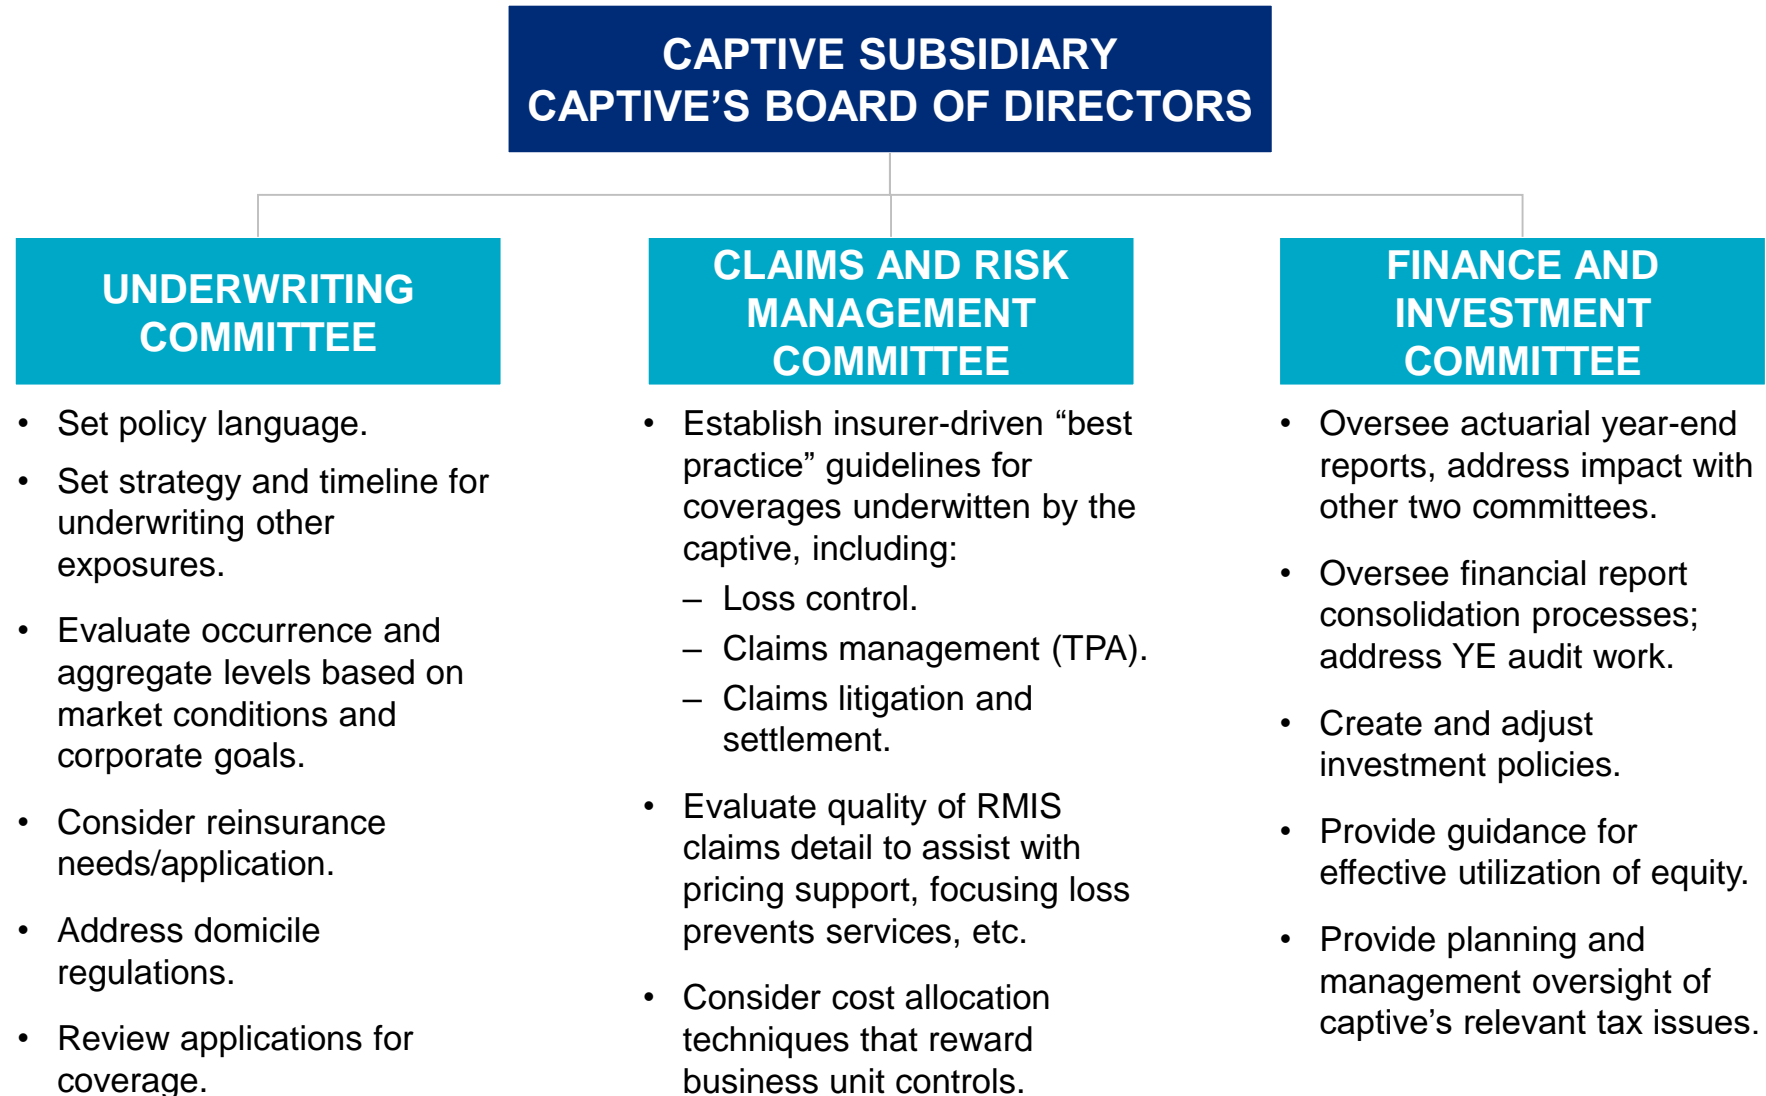 CAPTIVE SUBSIDIARY
CAPTIVE’S BOARD OF DIRECTORS
UNDERWRITING
COMMITTEE
• Set policy language.
• Set strategy and timeline for
underwriting other
exposures.
• Evaluate occurrence and
aggregate levels based on
market conditions and
corporate goals.
• Consider reinsurance
needs/application.
• Address domicile
regulations.
• Review applications for
coverage.
CLAIMS AND RISK
MANAGEMENT
COMMITTEE
• Establish insurer-driven “best
practice” guidelines for
coverages underwitten by the
captive, including:
– Loss control.
– Claims management (TPA).
– Claims litigation and
settlement.
• Evaluate quality of RMIS
claims detail to assist with
pricing support, focusing loss
prevents services, etc.
• Consider cost allocation
techniques that reward
business unit controls.
FINANCE AND
INVESTMENT
COMMITTEE
• Oversee actuarial year-end
reports, address impact with
other two committees.
• Oversee financial report
consolidation processes;
address YE audit work.
• Create and adjust
investment policies.
• Provide guidance for
effective utilization of equity.
• Provide planning and
management oversight of
captive’s relevant tax issues.